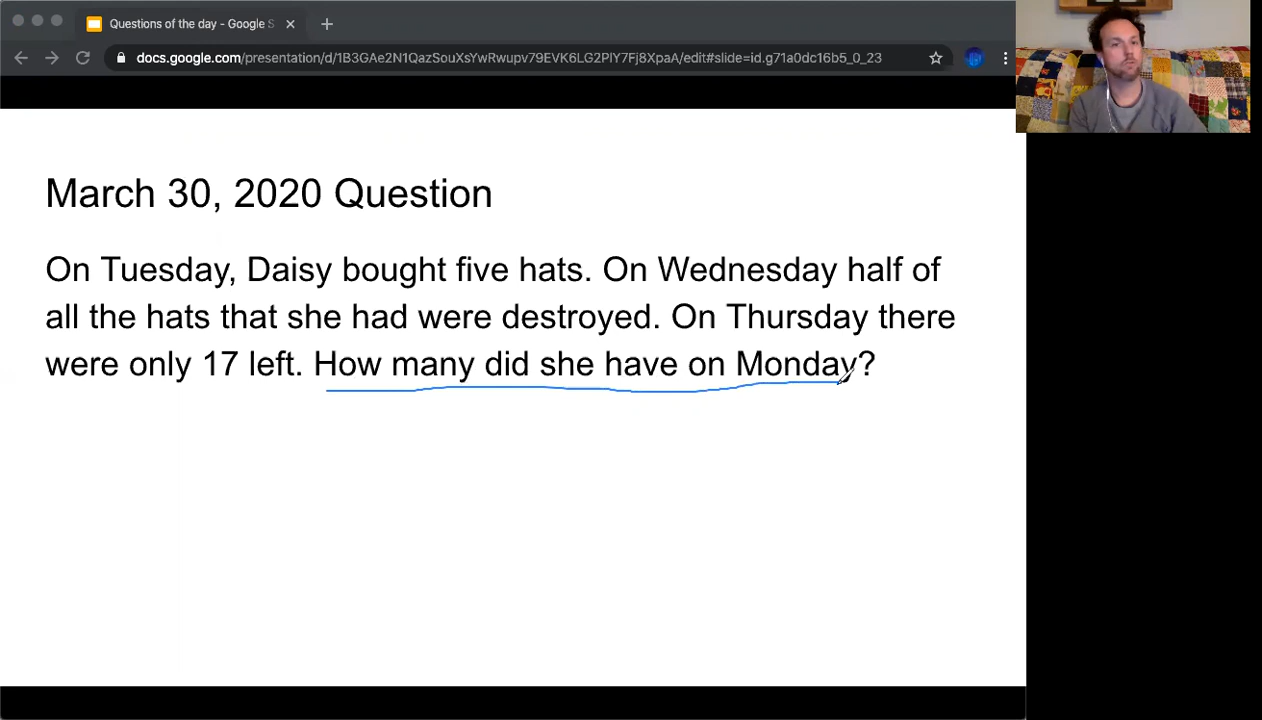 Questions of the day - Google S
docs.google.com/presentation/d/1B3GAe2N1QazSouXsYwRwupv79EVK6LG2PlY7Fj8XpaA/edit#slide=id.g71a0dc16b5_0_23
March 30, 2020 Question
On Tuesday, Daisy bought five hats. On Wednesday half of
all the hats that she had were destroyed. On Thursday there
were only 17 left. How many did she have on Monday?